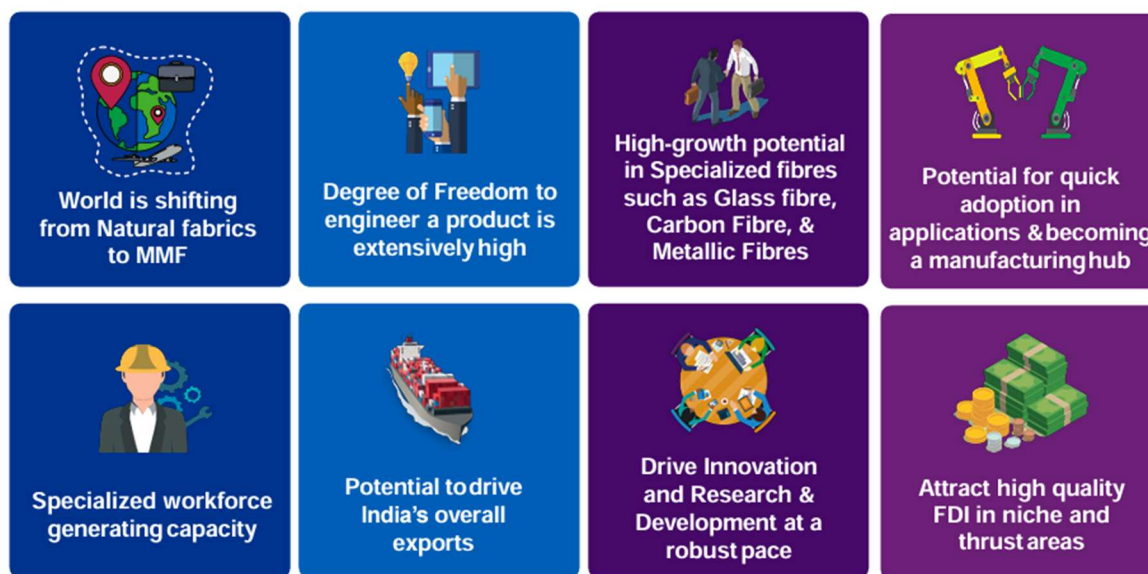 World is shifting
from Natural fabrics
to MMF
Degree of Freedom to
engineer a product is
extensively high
High-growth potential
in Specialized fibres
such as Glass fibre,
Carbon Fibre, &
Metallic Fibres
Potential for quick
adoption in
applications & becoming
a manufacturing hub
Specialized workforce
generating capacity
Potential to drive
India's overall
exports
Drive Innovation
and Research &
Development at a
robust pace
Attract high quality
FDI in niche and
thrust areas